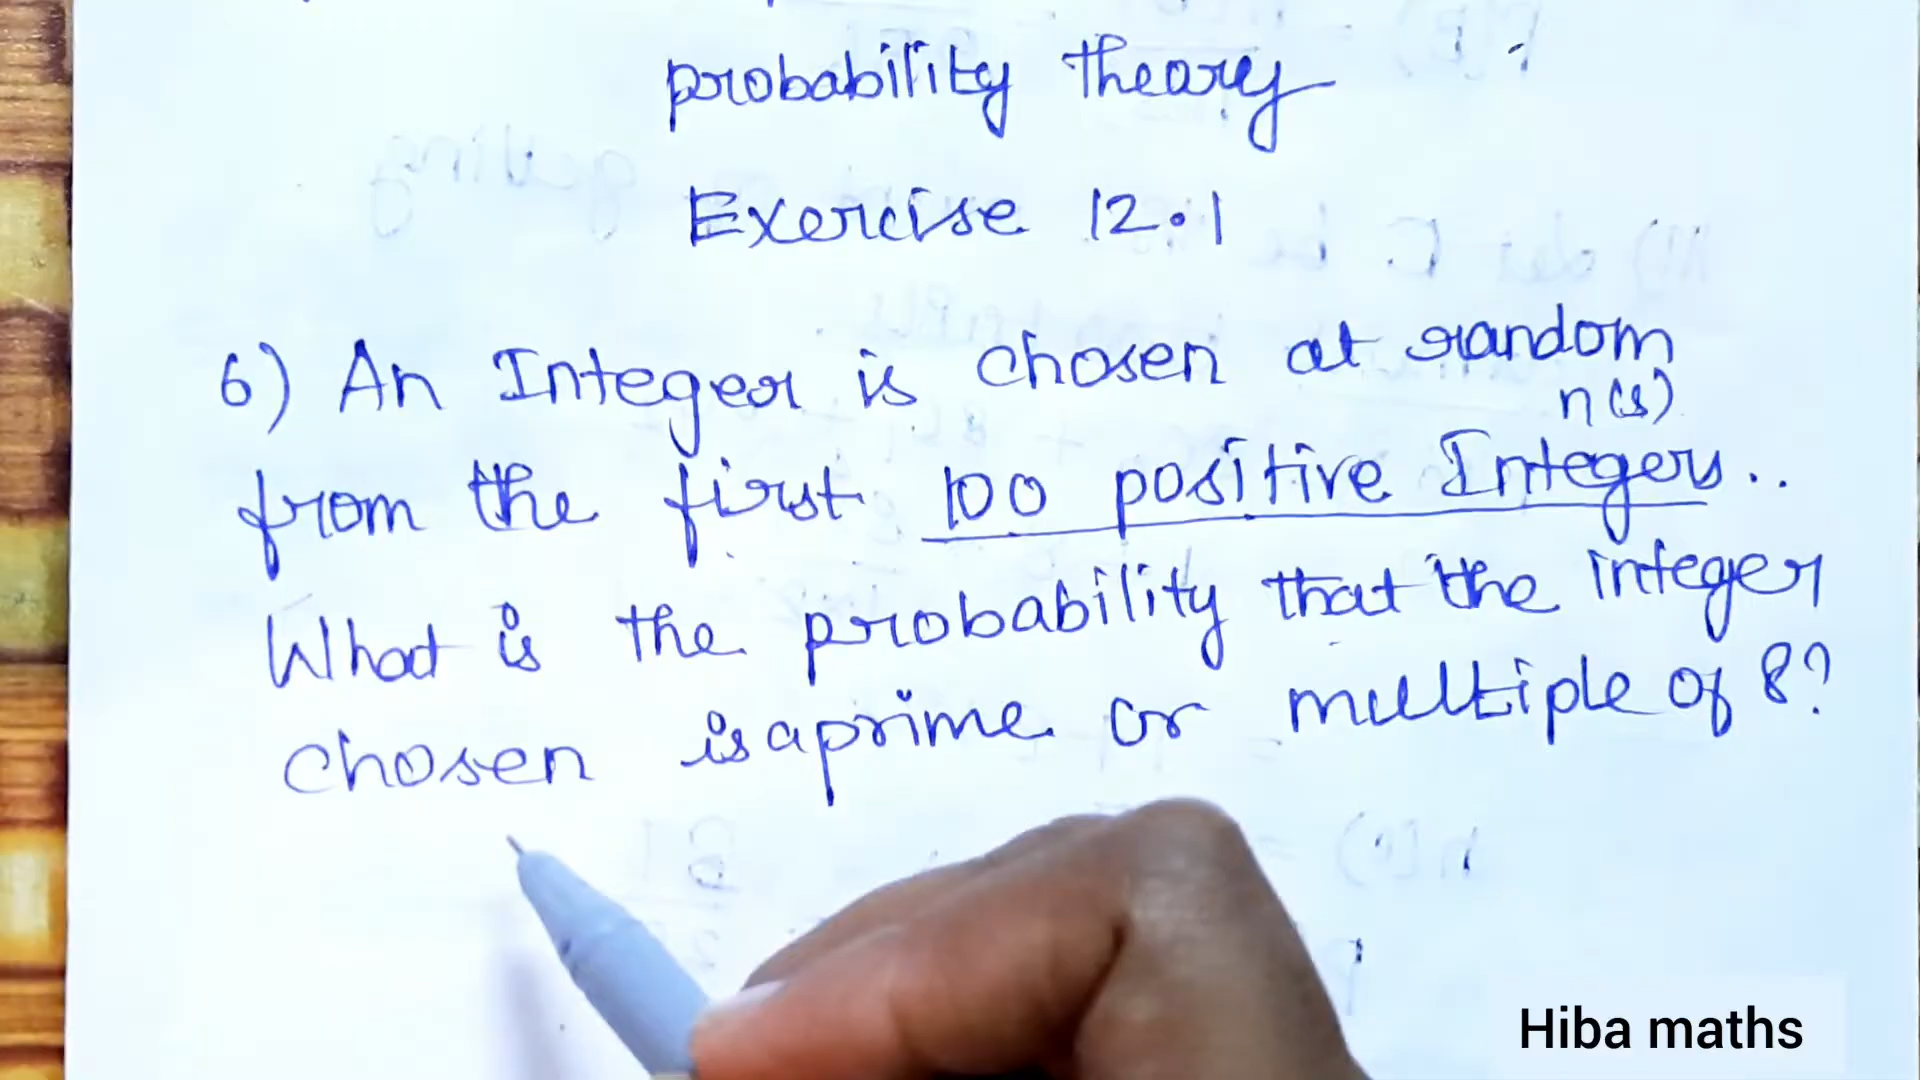 probability theory
Exercise 12.1
6) An Integer is chosen at random
n(s)
from the first 100 positive Integers..
What is the probability that the integer
chosen is a prime or multiple of 8?
Hiba maths